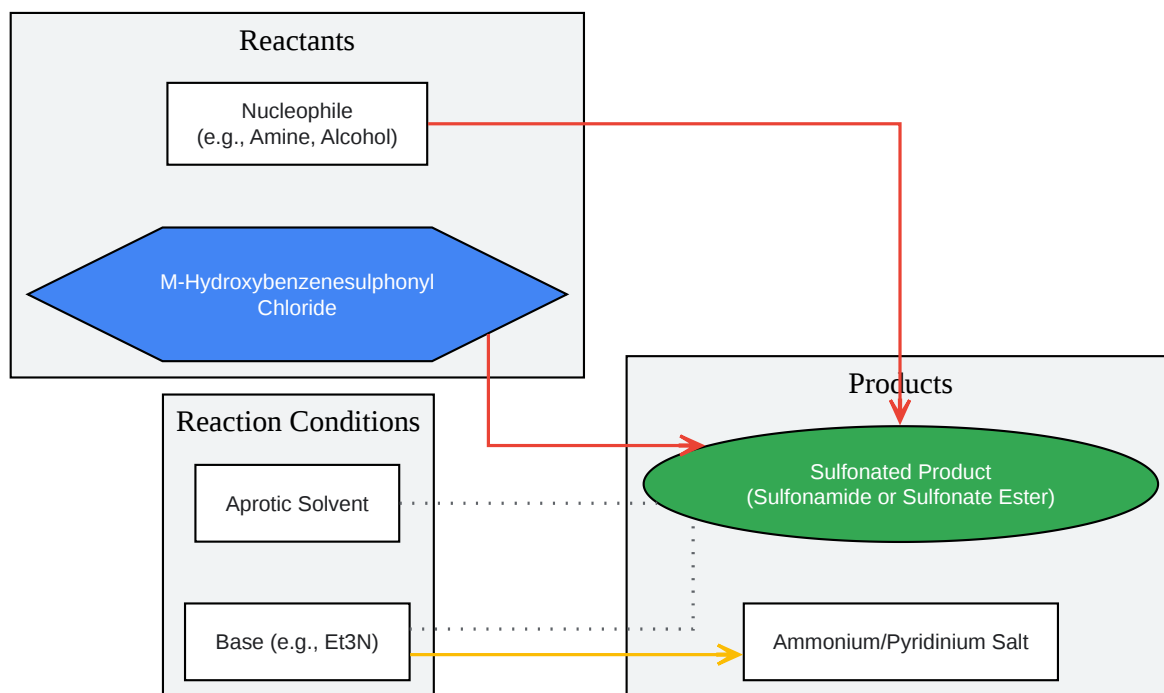 Reactants
Nucleophile
(e.g., Amine, Alcohol)
M-Hydroxybenzenesulphonyl
Chloride
Reaction Conditions
Aprotic Solvent
Base (e.g., Et3N)
Products
Sulfonated Product
(Sulfonamide or Sulfonate Ester)
Ammonium/Pyridinium Salt